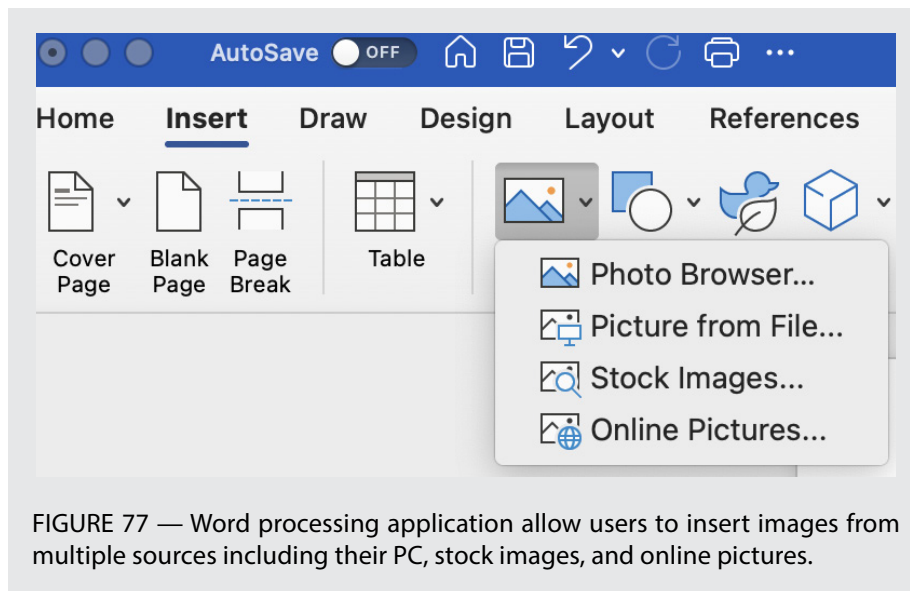 AutoSave OFF
Home Insert Draw Design Layout References
Cover Page
Blank Page
Page Break
Table
Photo Browser...
Picture from File...
Stock Images...
Online Pictures...
FIGURE 77 — Word processing application allow users to insert images from
multiple sources including their PC, stock images, and online pictures.